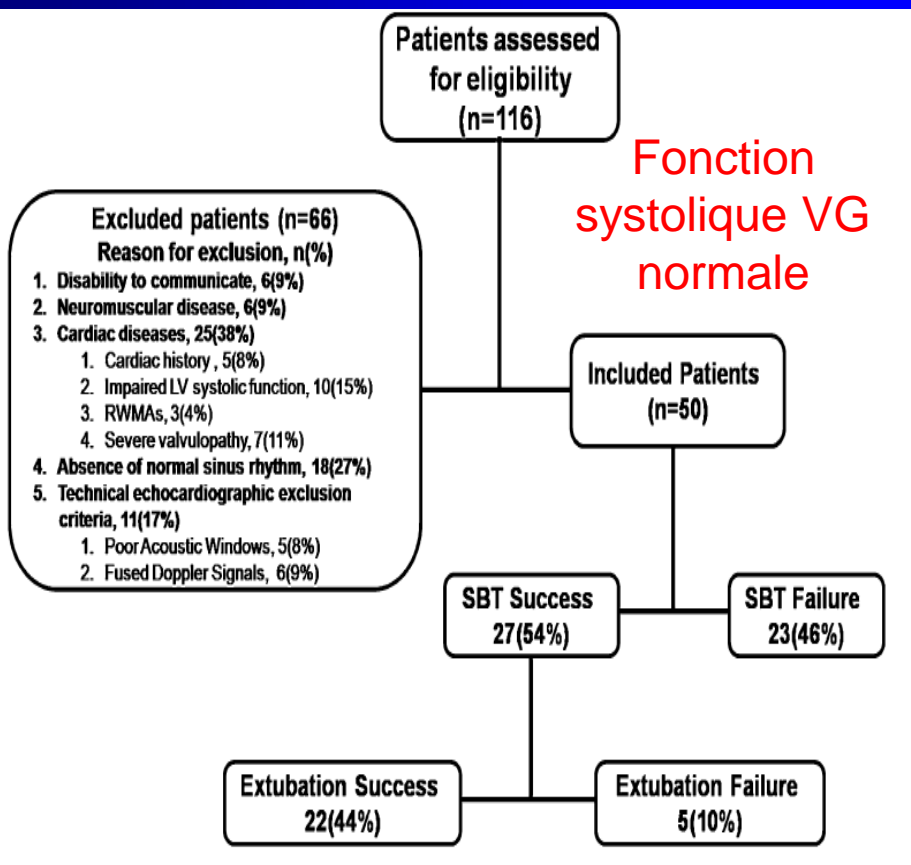 Patients assessed
for eligibility
(n=116)
Fonction
systolique VG
normale
Excluded patients (n=66)
Reason for exclusion, n(%)
1. Disability to communicate, 6(9%)
2. Neuromuscular disease, 6(9%)
3. Cardiac diseases, 25(38%)
1. Cardiac history , 5(8%)
2. Impaired LV systolic function, 10(15%)
3. RWMAs, 3(4%)
4. Severe valvulopathy, 7(11%)
4. Absence of normal sinus rhythm, 18(27%)
5. Technical echocardiographic exclusion
criteria, 11(17%)
1. Poor Acoustic Windows, 5(8%)
2. Fused Doppler Signals, 6(9%)
Included Patients
(n=50)
SBT Success
27(54%)
SBT Failure
23(46%)
Extubation Success
22(44%)
Extubation Failure
5(10%)